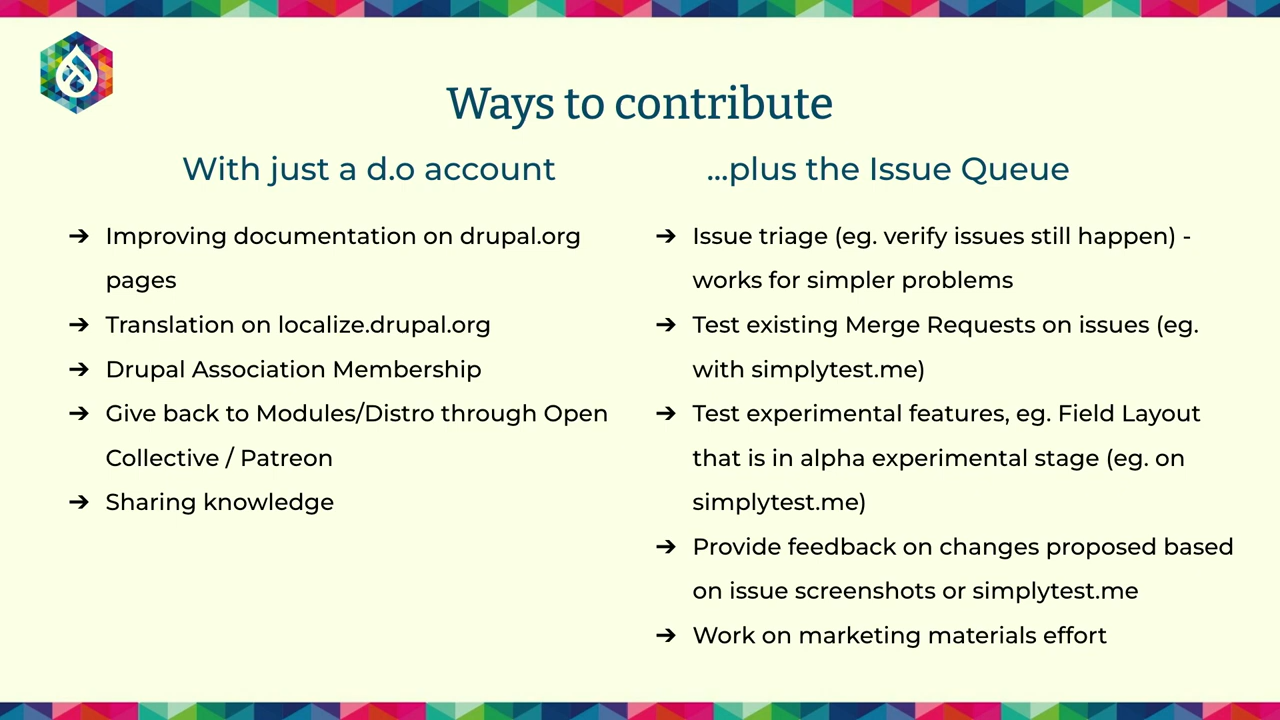 Ways to contribute
With just a d.o account
➔ Improving documentation on drupal.org
pages
➔ Translation on localize.drupal.org
➔ Drupal Association Membership
➔ Give back to Modules/Distro through Open
Collective / Patreon
➔ Sharing knowledge
...plus the Issue Queue
➔ Issue triage (eg. verify issues still happen) -
works for simpler problems
➔ Test existing Merge Requests on issues (eg.
with simplytest.me)
➔ Test experimental features, eg. Field Layout
that is in alpha experimental stage (eg. on
simplytest.me)
➔ Provide feedback on changes proposed based
on issue screenshots or simplytest.me
➔ Work on marketing materials effort